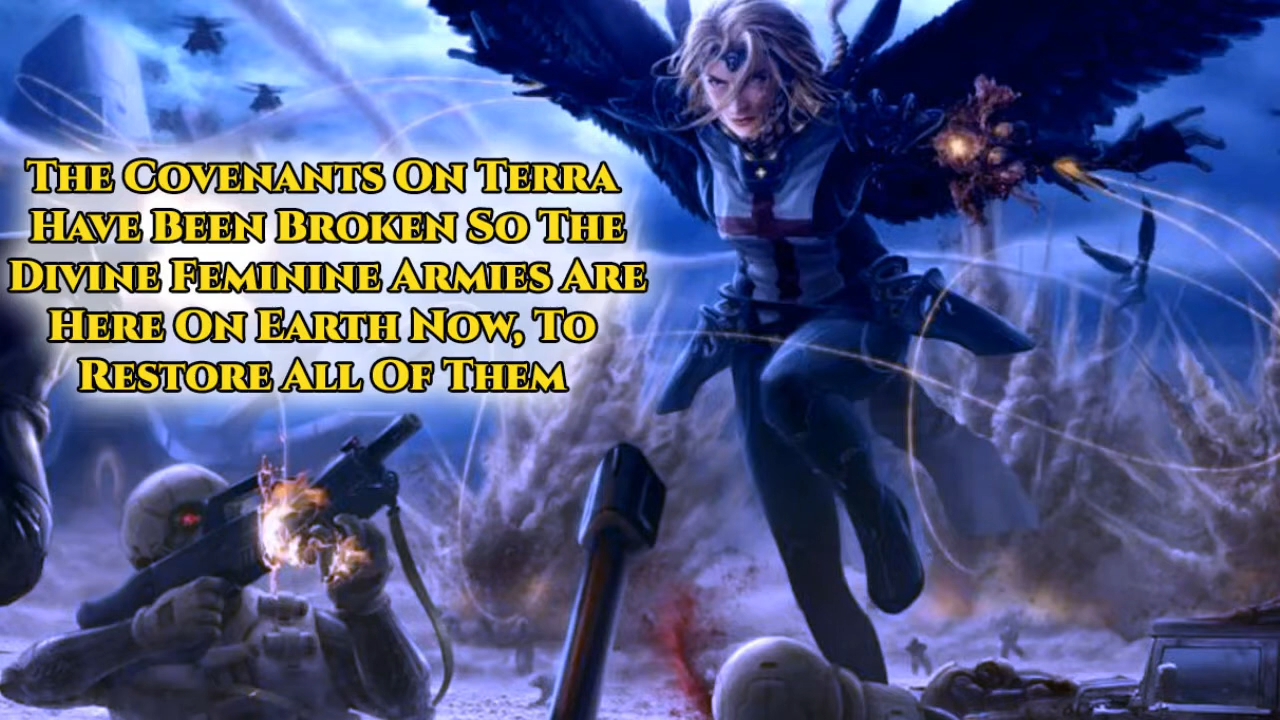 The Covenants On Terra
Have Been Broken So The
Divine Feminine Armies Are
Here On Earth Now, To
Restore All Of Them